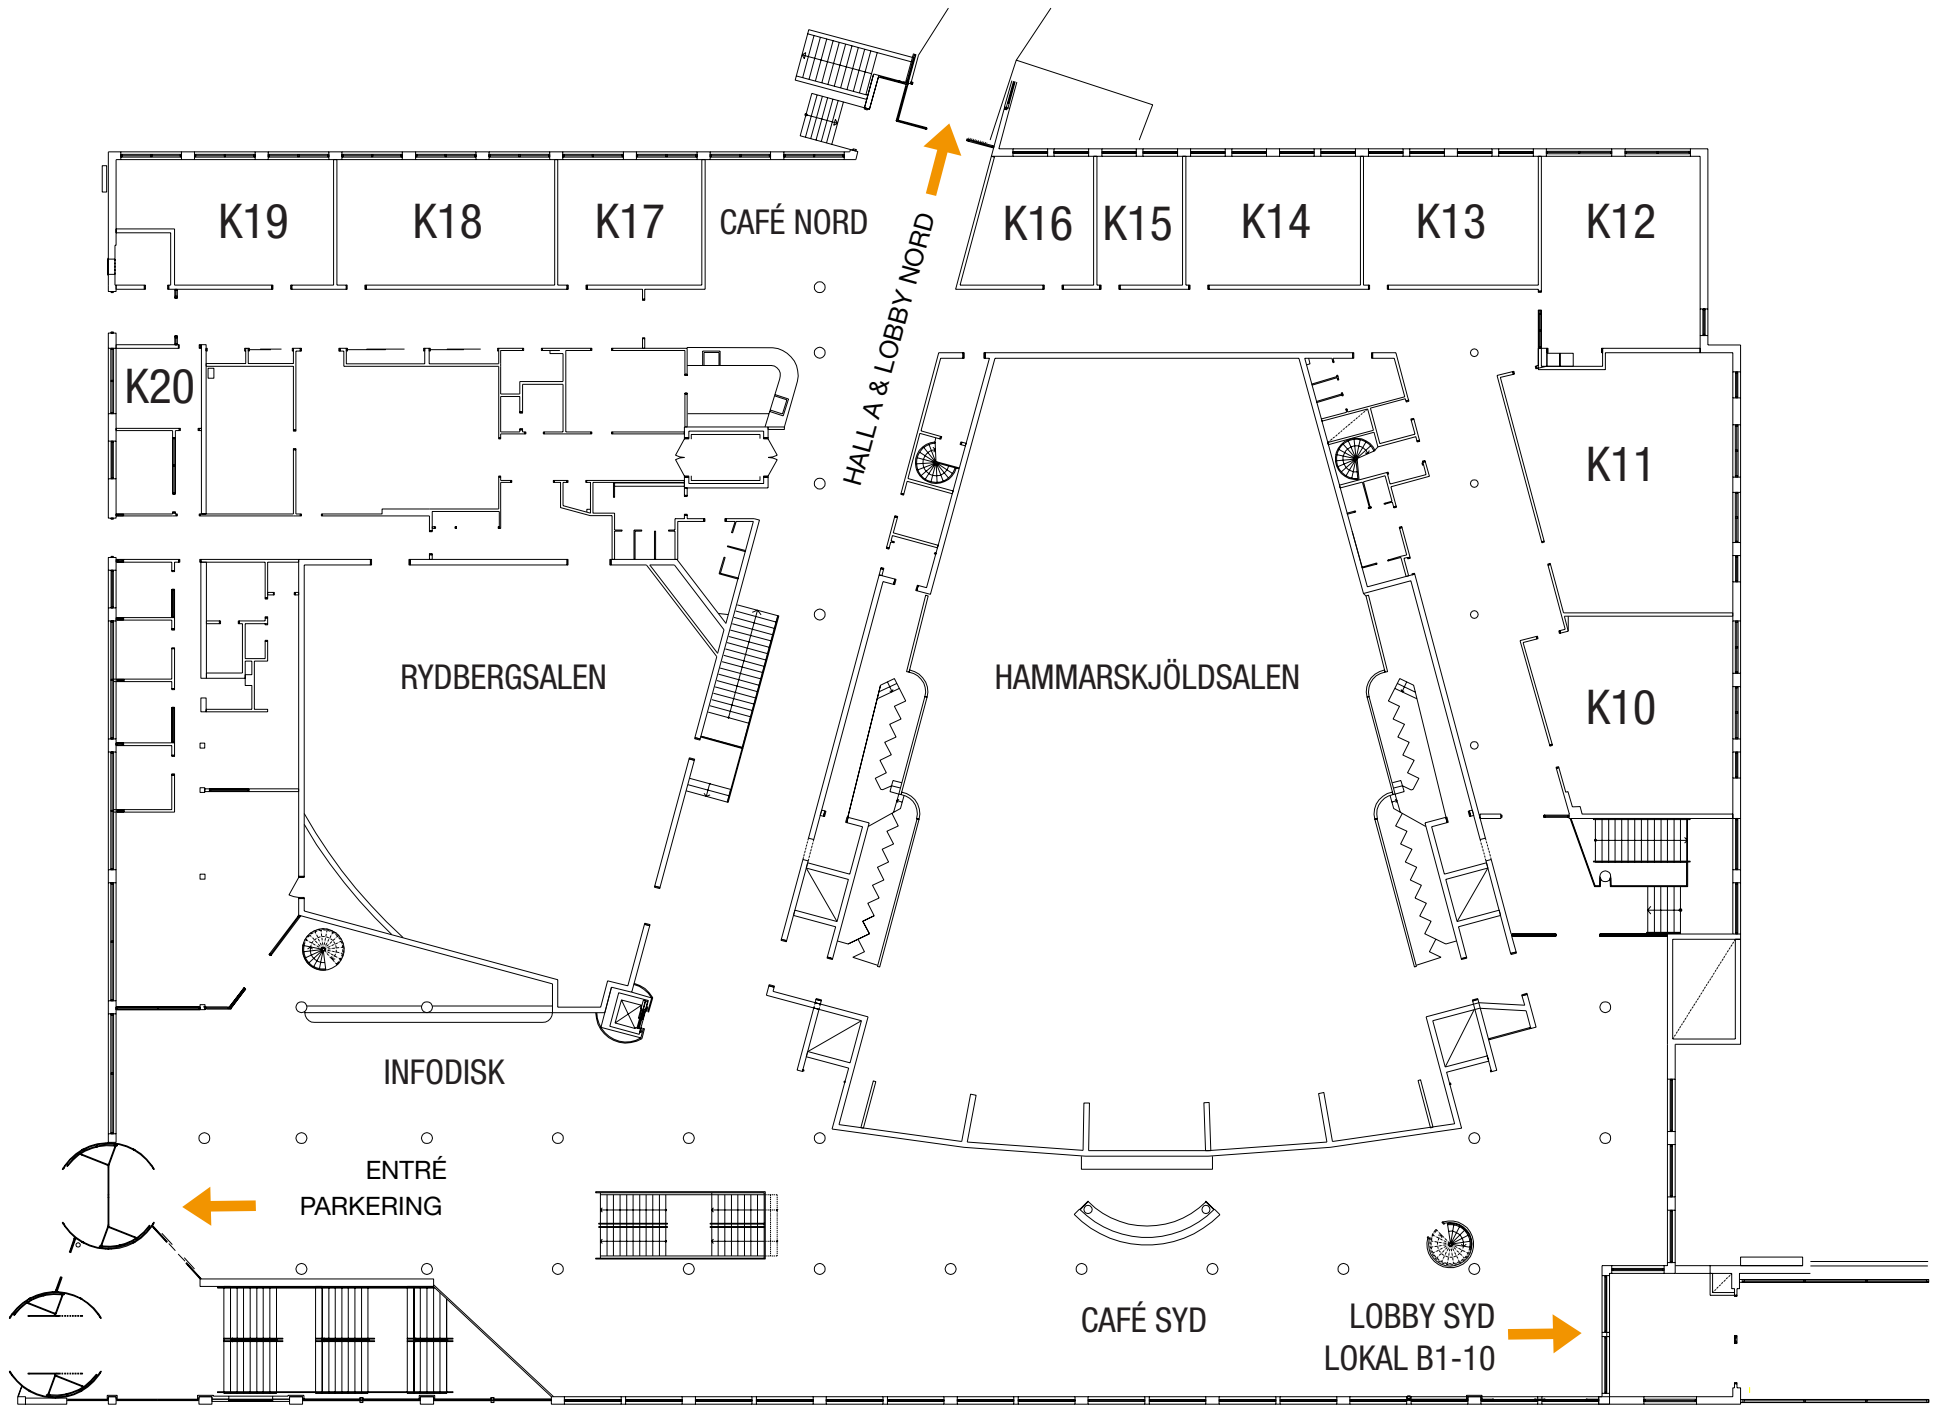 K19
K18
K17
CAFÉ NORD
HALL A & LOBBY NORD
K16
K15
K14
K13
K12
K20
K11
RYDBERGSALEN
HAMMARSKJÖLDSALEN
K10
INFODISK
ENTRÉ
PARKERING
CAFÉ SYD
LOBBY SYD
LOKAL B1-10